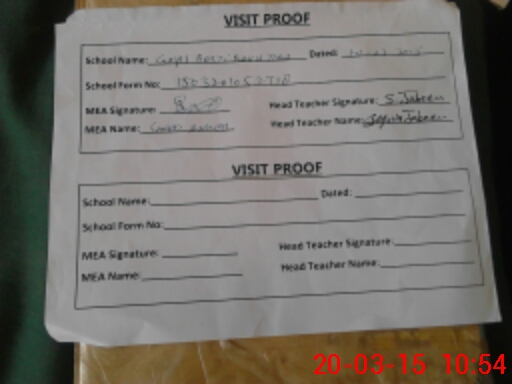 VISIT PROOF
School Name: Dated:
School Form No:
MEA Signature: Head Teacher Signature: S. Jabeen
MEA Name: Head Teacher Name: Jabeen
VISIT PROOF
School Name: Dated:
School Form No:
MEA Signature: Head Teacher Signature:
MEA Name: Head Teacher Name:
20-03-15 10:54